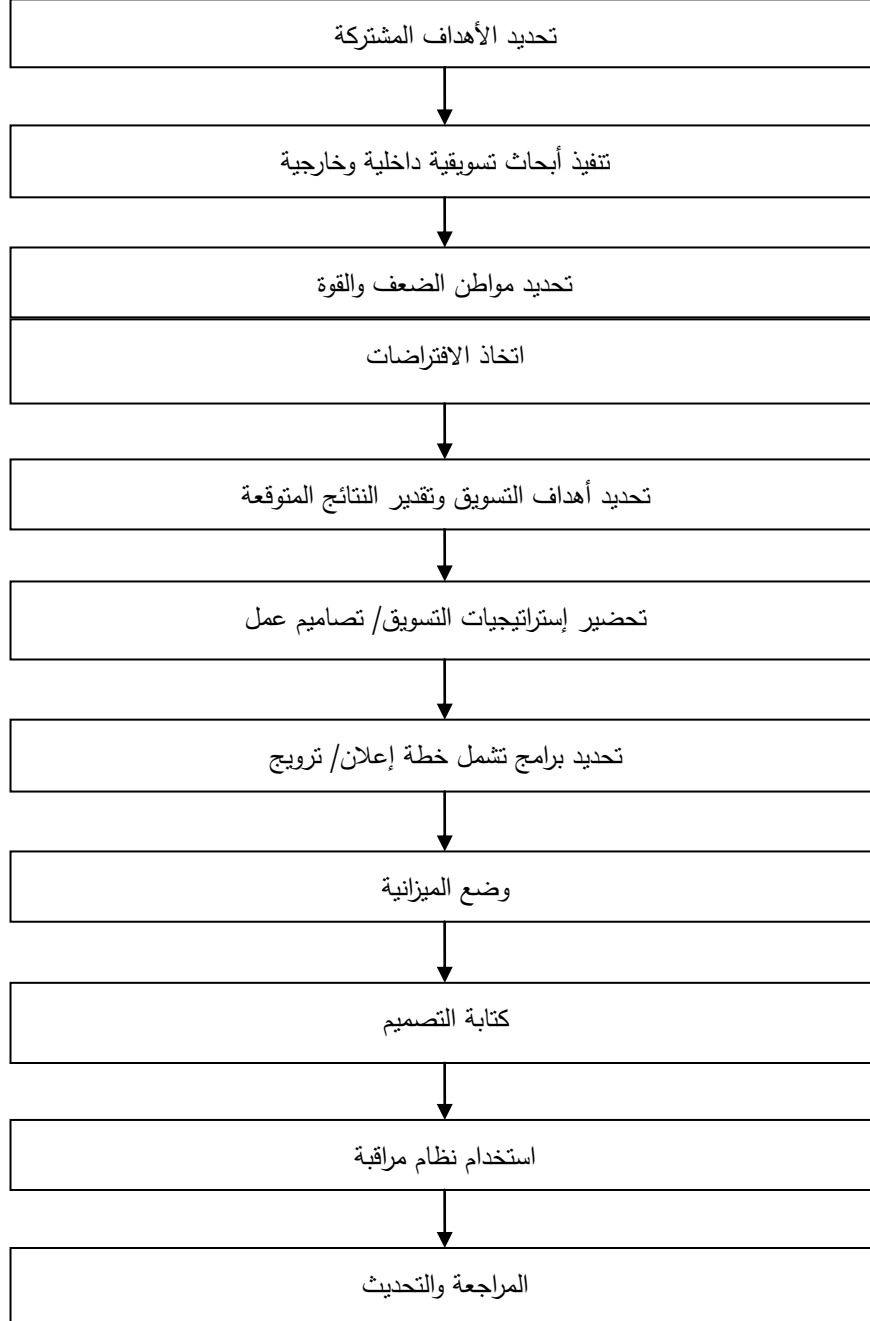 تحديد الأهداف المشتركة
تنفيذ أبحاث تسويقية داخلية وخارجية
تحديد مواطن الضعف والقوة
اتخاذ الافتراضات
تحديد أهداف التسويق وتقدير النتائج المتوقعة
تحضير إستراتيجيات التسويق/ تصاميم عمل
تحديد برامج تشمل خطة إعلان/ ترويج
وضع الميزانية
كتابة التصميم
استخدام نظام مراقبة
المراجعة والتحديث